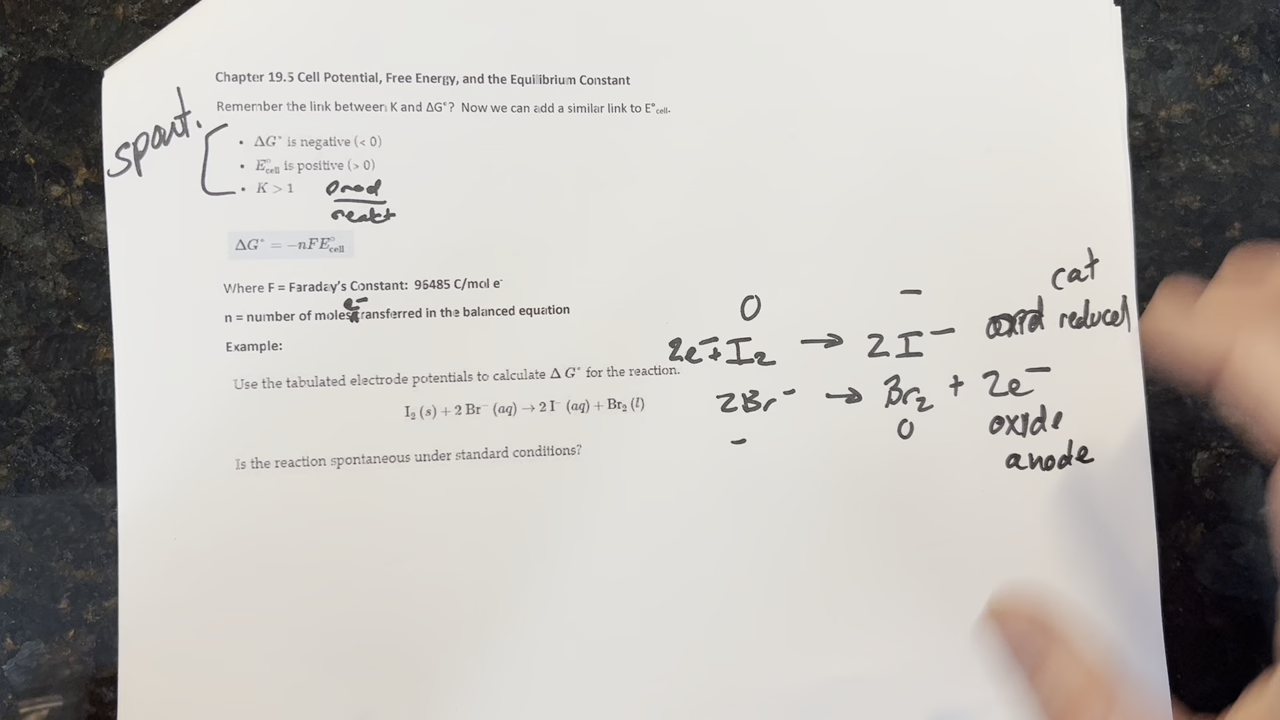 Chapter 19.5 Cell Potential, Free Energy, and the Equilibrium Constant
Remember the link between K and ΔG°? Now we can add a similar link to E°cell.
spont.
• ΔG° is negative (< 0)
• E°cell is positive (> 0)
• K > 1 prod
react
ΔG° = −nFE°cell
Where F = Faraday's Constant: 96485 C/mol e-
e-
n = number of moles transferred in the balanced equation
Example:
Use the tabulated electrode potentials to calculate Δ G° for the reaction.
I₂ (s) + 2 Br⁻ (aq) → 2 I⁻ (aq) + Br₂ (l)
Is the reaction spontaneous under standard conditions?
cat
0 −
2e⁻ + I₂ → 2I⁻ reduced
2Br⁻ → Br₂ + 2e⁻
− 0 oxide
anode